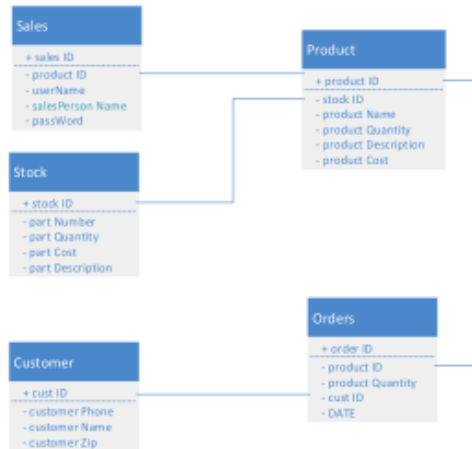 Sales
+ sales ID
- product ID
- userName
- salesPerson Name
- passWord
Product
+ product ID
- stock ID
- product Name
- product Quantity
- product Description
- product Cost
Stock
+ stock ID
- part Number
- part Quantity
- part Cost
- part Description
Orders
+ order ID
- product ID
- product Quantity
- cust ID
- DATE
Customer
+ cust ID
- customer Phone
- customer Name
- customer Zip